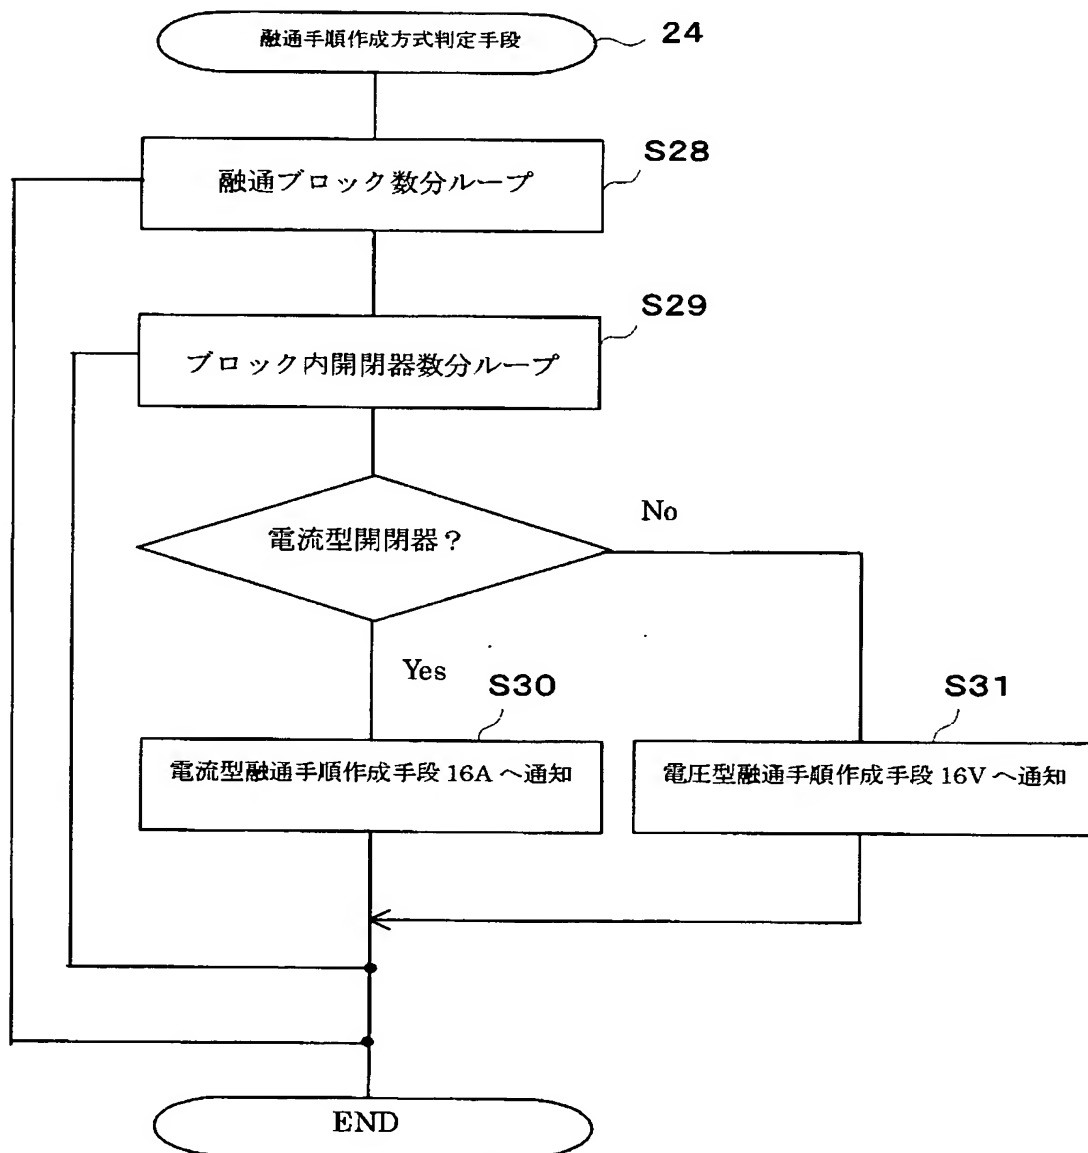 融通手順作成方式判定手段
24
S28
融通ブロック数分ループ
S29
ブロック内開閉器数分ループ
電流型開閉器？
No
Yes
S30
電流型融通手順作成手段 16A へ通知
S31
電圧型融通手順作成手段 16V へ通知
END